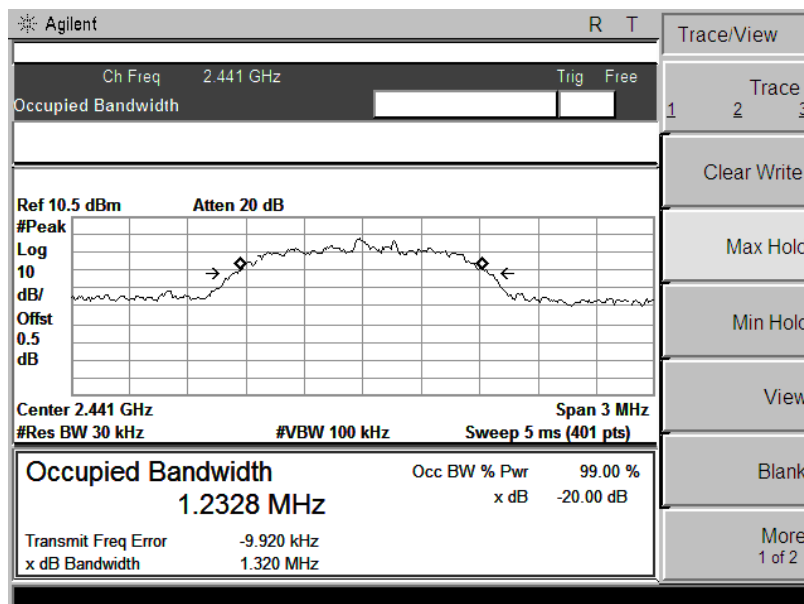 Agilent R T
Trace/View
Ch Freq 2.441 GHz Trig Free
Occupied Bandwidth
Trace
1 2 3
Clear Write
Max Hold
Min Hold
View
Blank
More
1 of 2
Ref 10.5 dBm Atten 20 dB
#Peak
Log
10
dB/
Offst
0.5
dB
Center 2.441 GHz Span 3 MHz
#Res BW 30 kHz #VBW 100 kHz Sweep 5 ms (401 pts)
Occupied Bandwidth
1.2328 MHz
Occ BW % Pwr 99.00 %
x dB -20.00 dB
Transmit Freq Error -9.920 kHz
x dB Bandwidth 1.320 MHz